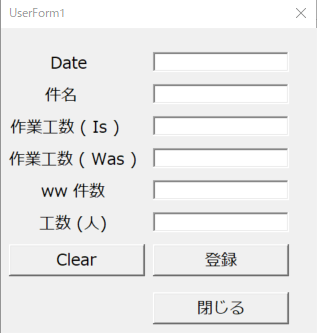 UserForm1
Date
件名
作業工数 ( Is )
作業工数 ( Was )
ww 件数
工数 (人)
Clear 登録
閉じる